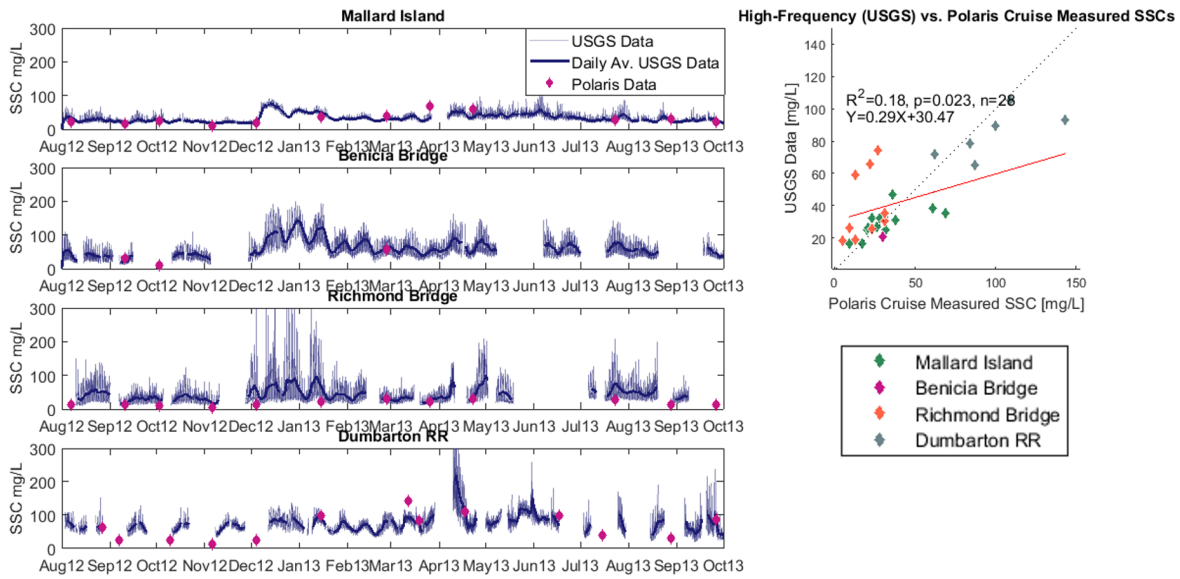 Mallard Island
High-Frequency (USGS) vs. Polaris Cruise Measured SSCs
300
200
100
0
SSC mg/L
USGS Data
Daily Av. USGS Data
Polaris Data
Aug12 Sep12 Oct12 Nov12 Dec12 Jan13 Feb13 Mar13 Apr13 May13 Jun13 Jul13 Aug13 Sep13 Oct13
Benicia Bridge
300
200
100
0
SSC mg/L
Aug12 Sep12 Oct12 Nov12 Dec12 Jan13 Feb13 Mar13 Apr13 May13 Jun13 Jul13 Aug13 Sep13 Oct13
Richmond Bridge
300
200
100
0
SSC mg/L
Aug12 Sep12 Oct12 Nov12 Dec12 Jan13 Feb13 Mar13 Apr13 May13 Jun13 Jul13 Aug13 Sep13 Oct13
Dumbarton RR
300
200
100
0
SSC mg/L
Aug12 Sep12 Oct12 Nov12 Dec12 Jan13 Feb13 Mar13 Apr13 May13 Jun13 Jul13 Aug13 Sep13 Oct13
140
120
100
80
60
40
20
USGS Data [mg/L]
R²=0.18, p=0.023, n=28
Y=0.29X+30.47
0 50 100 150
Polaris Cruise Measured SSC [mg/L]
Mallard Island
Benicia Bridge
Richmond Bridge
Dumbarton RR